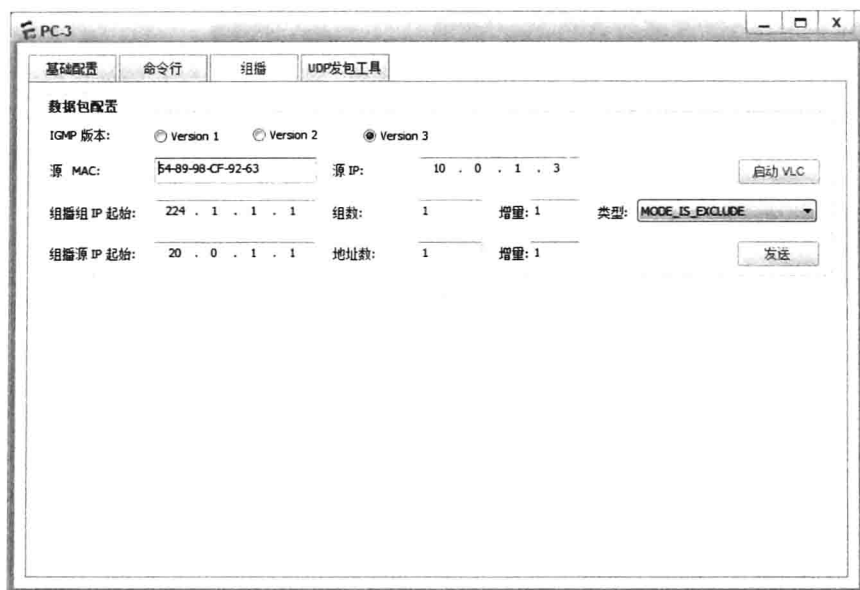 PC-3
基础配置 命令行 组播 UDP发包工具
数据包配置
IGMP 版本: Version 1 Version 2 Version 3
源 MAC: 54-89-98-CF-92-63 源 IP: 10 . 0 . 1 . 3 启动 VLC
组播组 IP 起始: 224 . 1 . 1 . 1 组数: 1 增量: 1 类型: MODE_IS_EXCLUDE
组播源 IP 起始: 20 . 0 . 1 . 1 地址数: 1 增量: 1 发送